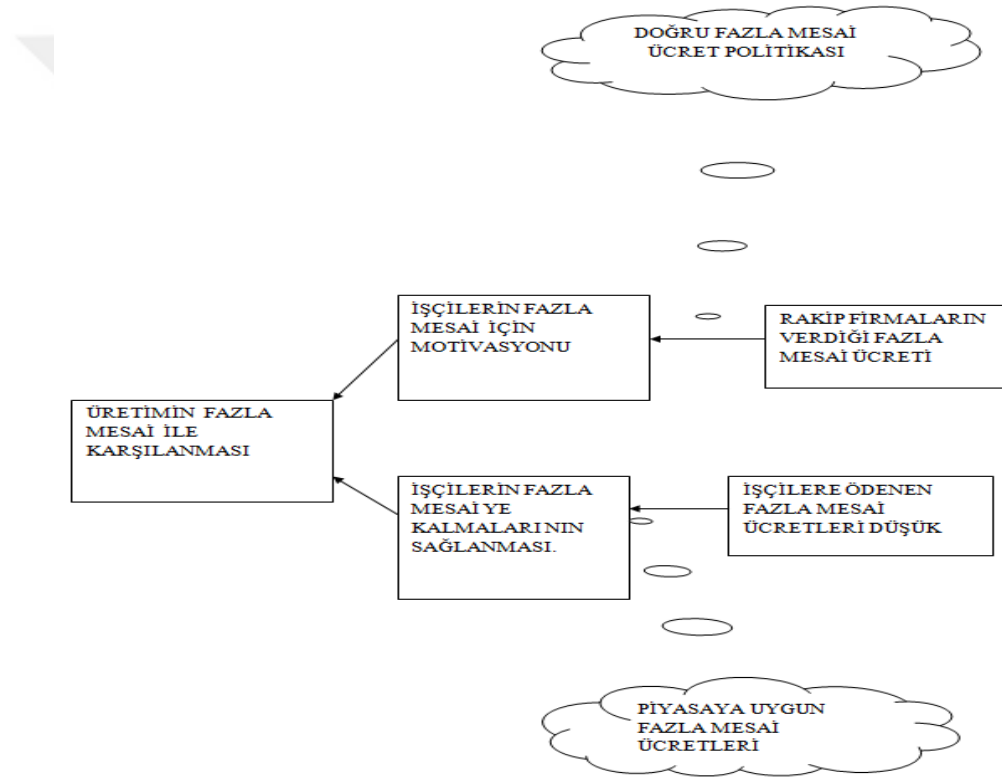 DOĞRU FAZLA MESAİ
ÜCRET POLİTİKASI
İŞÇİLERİN FAZLA
MESAİ İÇİN
MOTİVASYONU
RAKİP FİRMALARIN
VERDİĞİ FAZLA
MESAİ ÜCRETİ
ÜRETİMİN FAZLA
MESAİ İLE
KARŞILANMASI
İŞÇİLERİN FAZLA
MESAİ YE
KALMALARI NIN
SAĞLANMASI.
İŞÇİLERE ÖDENEN
FAZLA MESAİ
ÜCRETLERİ DÜŞÜK
PİYASAYA UYGUN
FAZLA MESAİ
ÜCRETLERİ